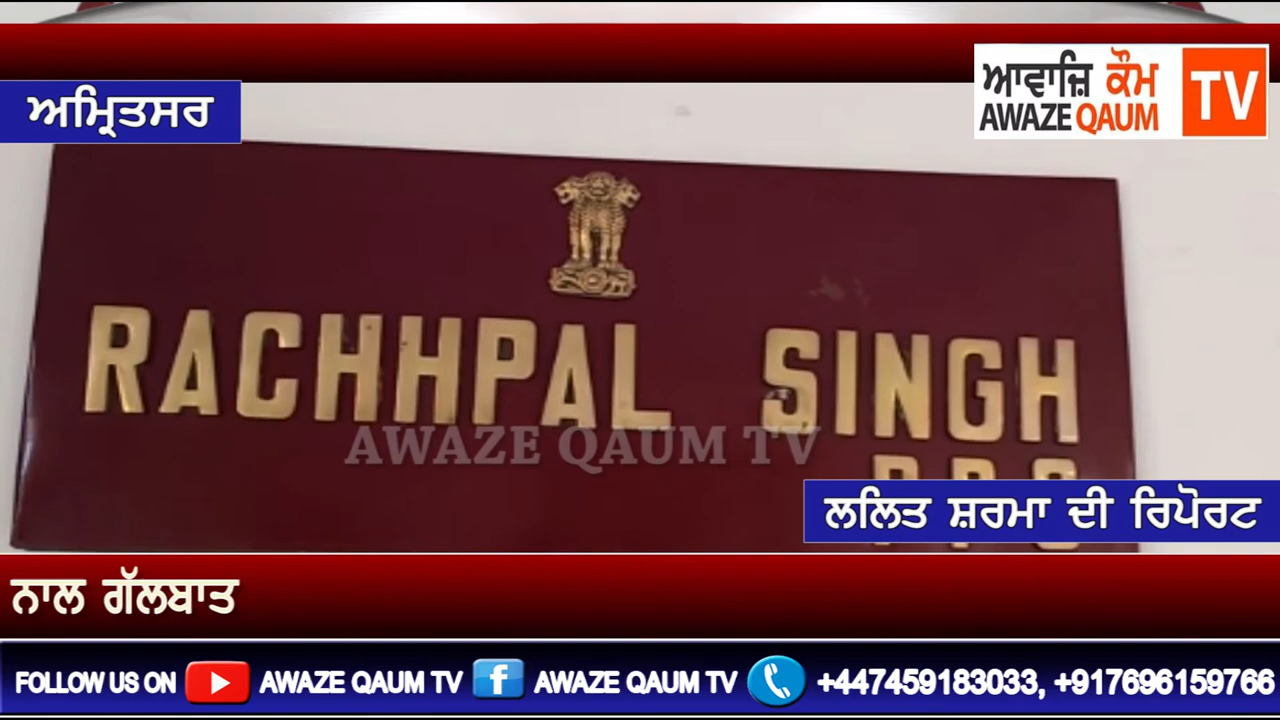 ਆਵਾਜ਼ਿ ਕੌਮ
AWAZE QAUM
TV
ਅਮ੍ਰਿਤਸਰ
RACHHPAL SINGH
AWAZE QAUM TV
ਲਲਿਤ ਸ਼ਰਮਾ ਦੀ ਰਿਪੋਰਟ
ਨਾਲ ਗੱਲਬਾਤ
FOLLOW US ON AWAZE QAUM TV f AWAZE QAUM TV +447459183033, +917696159766